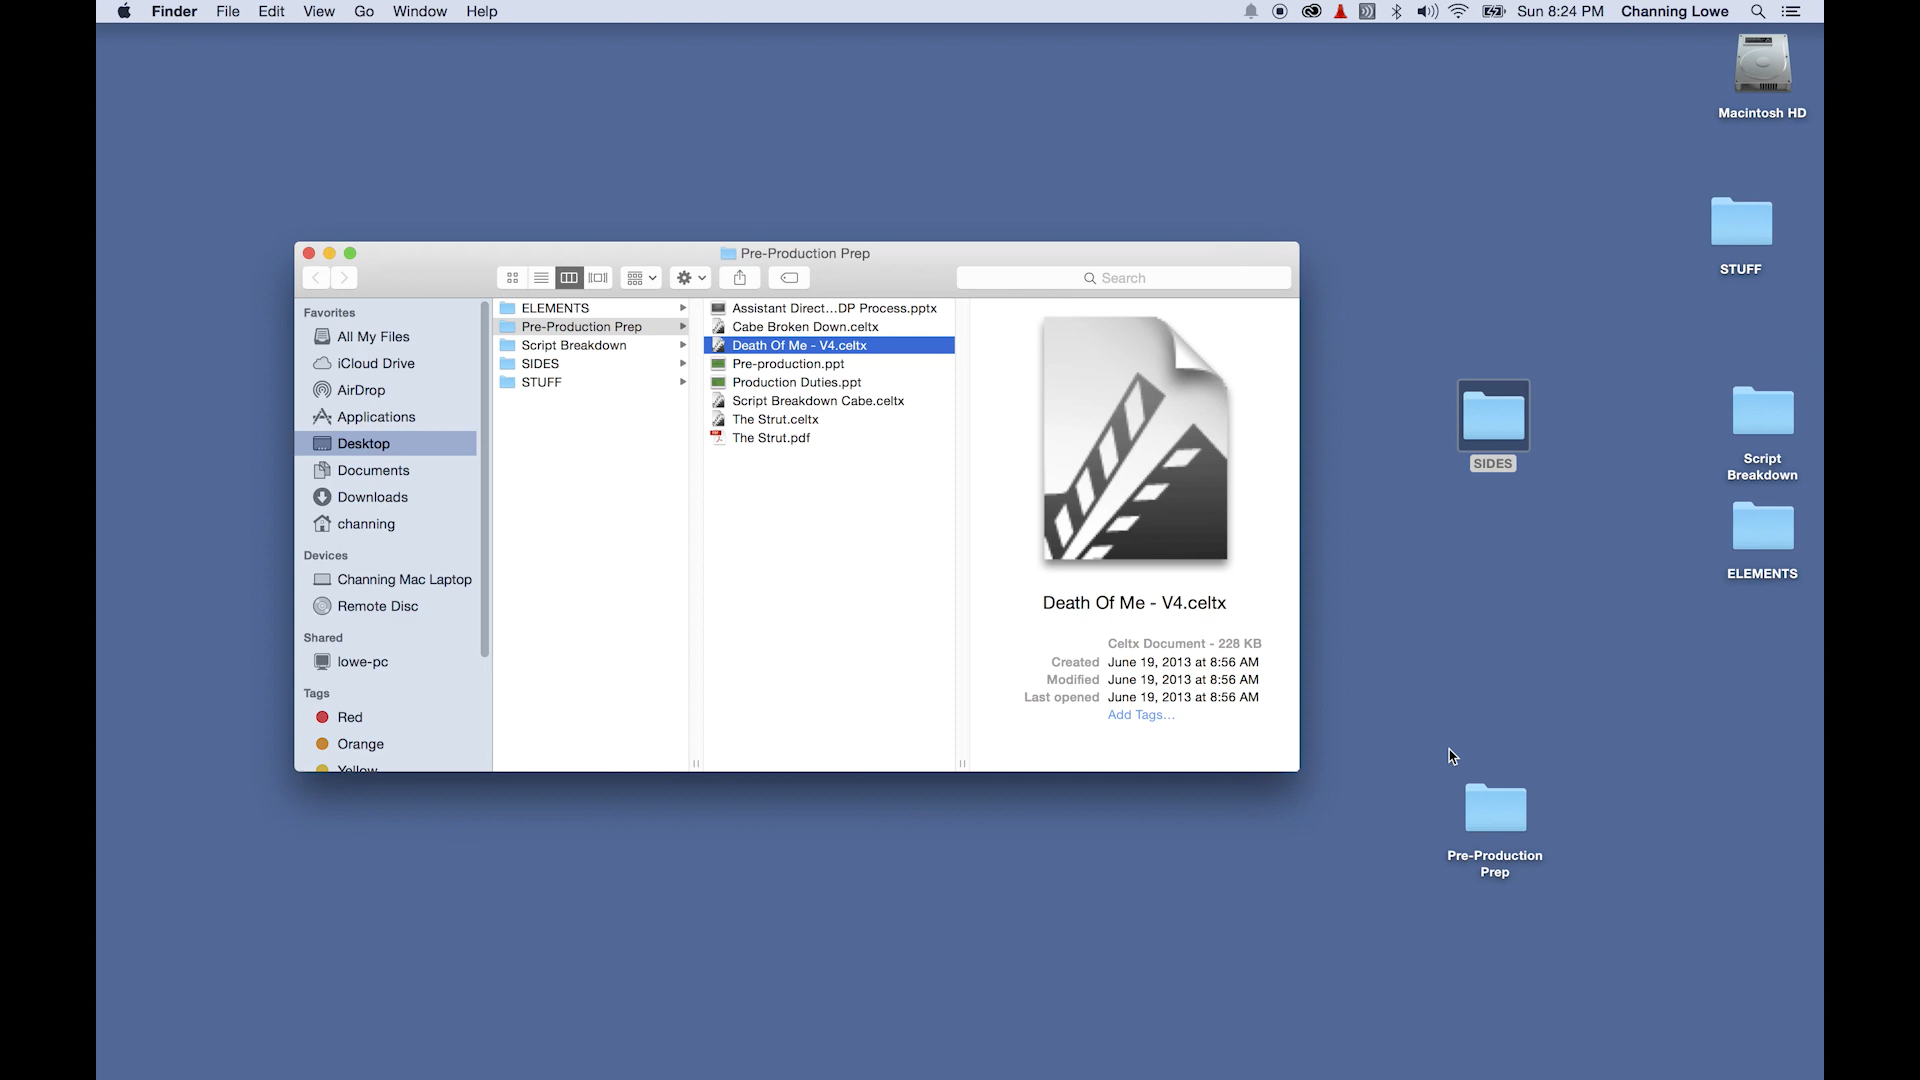 Finder File Edit View Go Window Help
Sun 8:24 PM Channing Lowe
Macintosh HD
STUFF
SIDES
Script
Breakdown
ELEMENTS
Pre-Production
Prep
Pre-Production Prep
Search
Favorites
All My Files
iCloud Drive
AirDrop
Applications
Desktop
Documents
Downloads
channing
Devices
Channing Mac Laptop
Remote Disc
Shared
lowe-pc
Tags
Red
Orange
Yellow
ELEMENTS
Pre-Production Prep
Script Breakdown
SIDES
STUFF
Assistant Direct...DP Process.pptx
Cabe Broken Down.celtx
Death Of Me - V4.celtx
Pre-production.ppt
Production Duties.ppt
Script Breakdown Cabe.celtx
The Strut.celtx
The Strut.pdf
Death Of Me - V4.celtx
Celtx Document - 228 KB
Created June 19, 2013 at 8:56 AM
Modified June 19, 2013 at 8:56 AM
Last opened June 19, 2013 at 8:56 AM
Add Tags...